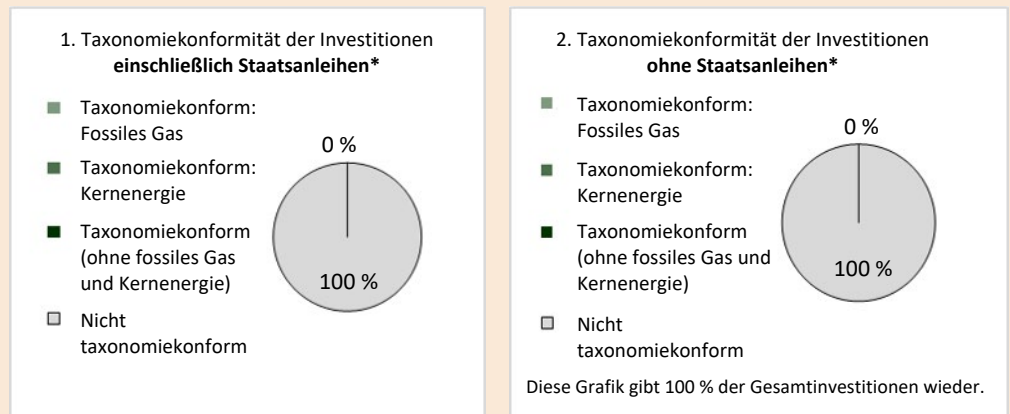 1. Taxonomiekonformität der Investitionen
einschließlich Staatsanleihen*
Taxonomiekonform:
Fossiles Gas
Taxonomiekonform:
Kernenergie
Taxonomiekonform
(ohne fossiles Gas
und Kernenergie)
Nicht
taxonomiekonform
0 %
100 %
2. Taxonomiekonformität der Investitionen
ohne Staatsanleihen*
Taxonomiekonform:
Fossiles Gas
Taxonomiekonform:
Kernenergie
Taxonomiekonform
(ohne fossiles Gas und
Kernenergie)
Nicht
taxonomiekonform
0 %
100 %
Diese Grafik gibt 100 % der Gesamtinvestitionen wieder.